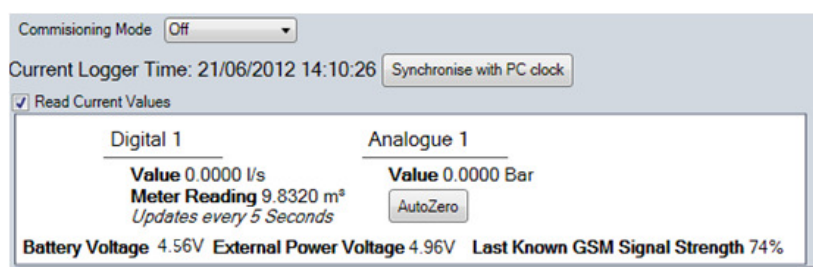 Commisioning Mode Off
Current Logger Time: 21/06/2012 14:10:26 Synchronise with PC clock
Read Current Values
Digital 1 Analogue 1
Value 0.0000 l/s Value 0.0000 Bar
Meter Reading 9.8320 m³ AutoZero
Updates every 5 Seconds
Battery Voltage 4.56V External Power Voltage 4.96V Last Known GSM Signal Strength 74%